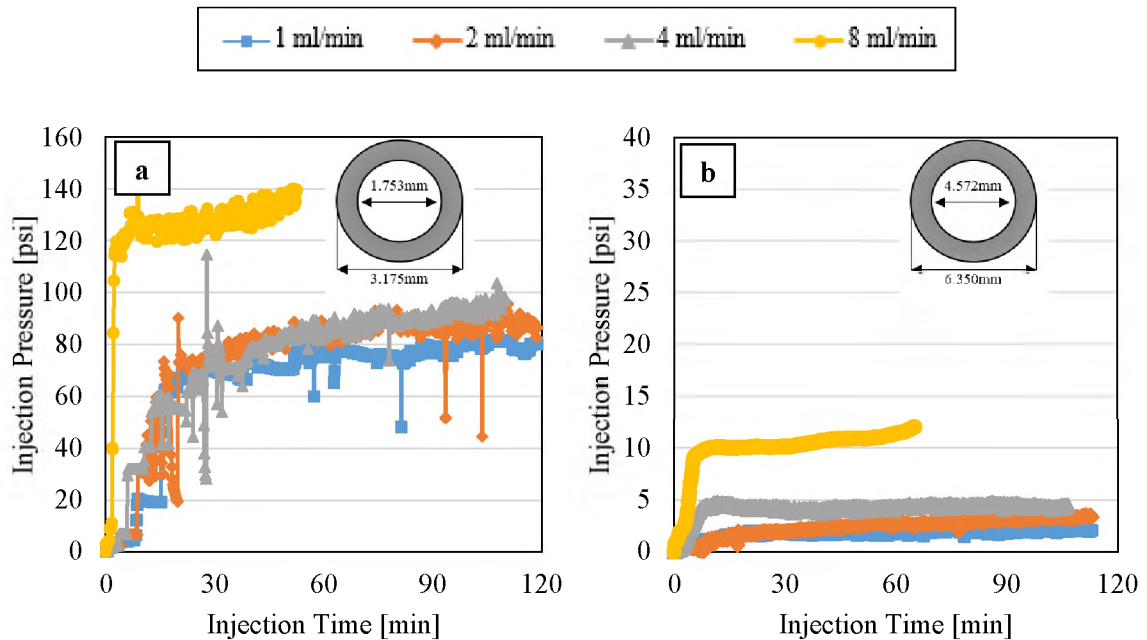 1 ml/min 2 ml/min 4 ml/min 8 ml/min
a
160
140
120
100
80
60
40
20
0
Injection Pressure [psi]
1.753mm
3.175mm
0 30 60 90 120
Injection Time [min]
b
40
35
30
25
20
15
10
5
0
Injection Pressure [psi]
4.572mm
6.350mm
0 30 60 90 120
Injection Time [min]